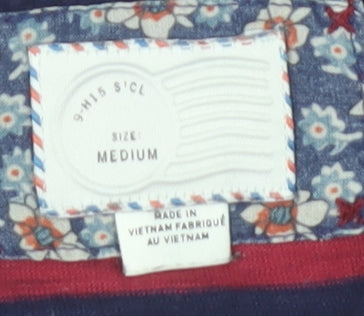 9-H15 S'CL
SIZE:
MEDIUM
MADE IN
VIETNAM FABRIQUÉ
AU VIETNAM